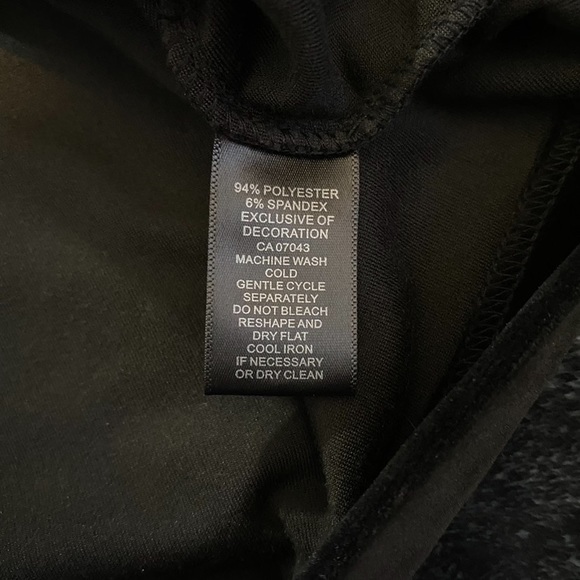 94% POLYESTER
6% SPANDEX
EXCLUSIVE OF
DECORATION
CA 07043
MACHINE WASH
COLD
GENTLE CYCLE
SEPARATELY
DO NOT BLEACH
RESHAPE AND
DRY FLAT
COOL IRON
IF NECESSARY
OR DRY CLEAN